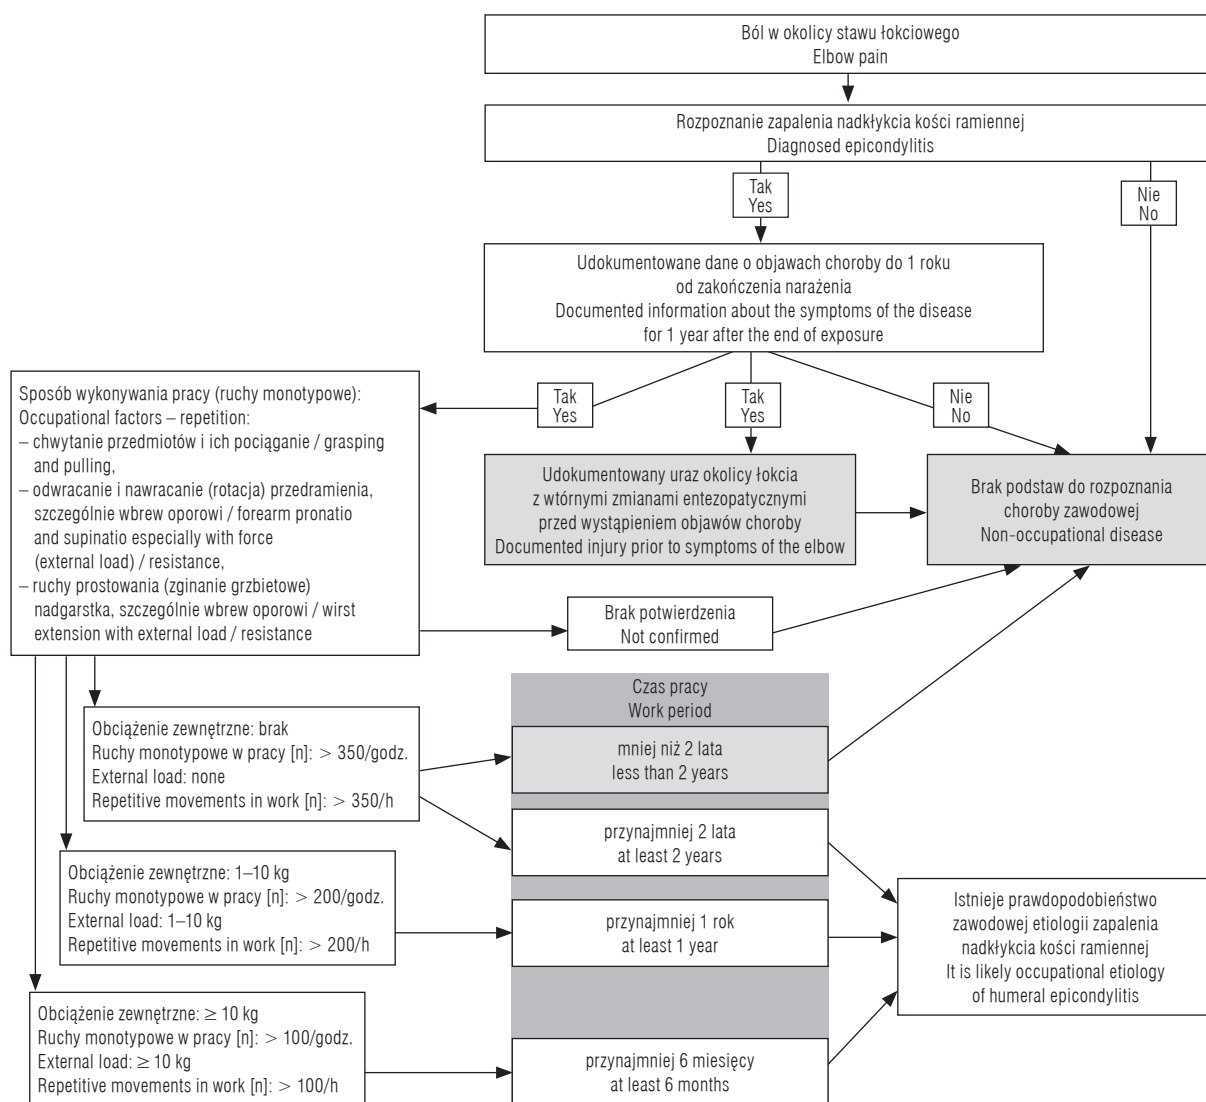 Ból w okolicy stawu łokciowego
Elbow pain
Rozpoznanie zapalenia nadkłykcia kości ramiennej
Diagnosed epicondylitis
Tak
Yes
Nie
No
Udokumentowane dane o objawach choroby do 1 roku
od zakończenia narażenia
Documented information about the symptoms of the disease
for 1 year after the end of exposure
Tak
Yes
Tak
Yes
Nie
No
Sposób wykonywania pracy (ruchy monotypowe):
Occupational factors – repetition:
– chwytanie przedmiotów i ich pociąganie / grasping
and pulling,
– odwracanie i nawracanie (rotacja) przedramienia,
szczególnie wbrew oporowi / forearm pronatio
and supinatio especially with force
(external load) / resistance,
– ruchy prostowania (zginanie grzbietowe)
nadgarstka, szczególnie wbrew oporowi / wirst
extension with external load / resistance
Udokumentowany uraz okolicy łokcia
z wtórnymi zmianami entezopatycznymi
przed wystąpieniem objawów choroby
Documented injury prior to symptoms of the elbow
Brak podstaw do rozpoznania
choroby zawodowej
Non-occupational disease
Brak potwierdzenia
Not confirmed
Czas pracy
Work period
Obciążenie zewnętrzne: brak
Ruchy monotypowe w pracy [n]: > 350/godz.
External load: none
Repetitive movements in work [n]: > 350/h
mniej niż 2 lata
less than 2 years
przynajmniej 2 lata
at least 2 years
Obciążenie zewnętrzne: 1–10 kg
Ruchy monotypowe w pracy [n]: > 200/godz.
External load: 1–10 kg
Repetitive movements in work [n]: > 200/h
przynajmniej 1 rok
at least 1 year
Istnieje prawdopodobieństwo
zawodowej etiologii zapalenia
nadkłykcia kości ramiennej
It is likely occupational etiology
of humeral epicondylitis
Obciążenie zewnętrzne: ≥ 10 kg
Ruchy monotypowe w pracy [n]: > 100/godz.
External load: ≥ 10 kg
Repetitive movements in work [n]: > 100/h
przynajmniej 6 miesięcy
at least 6 months